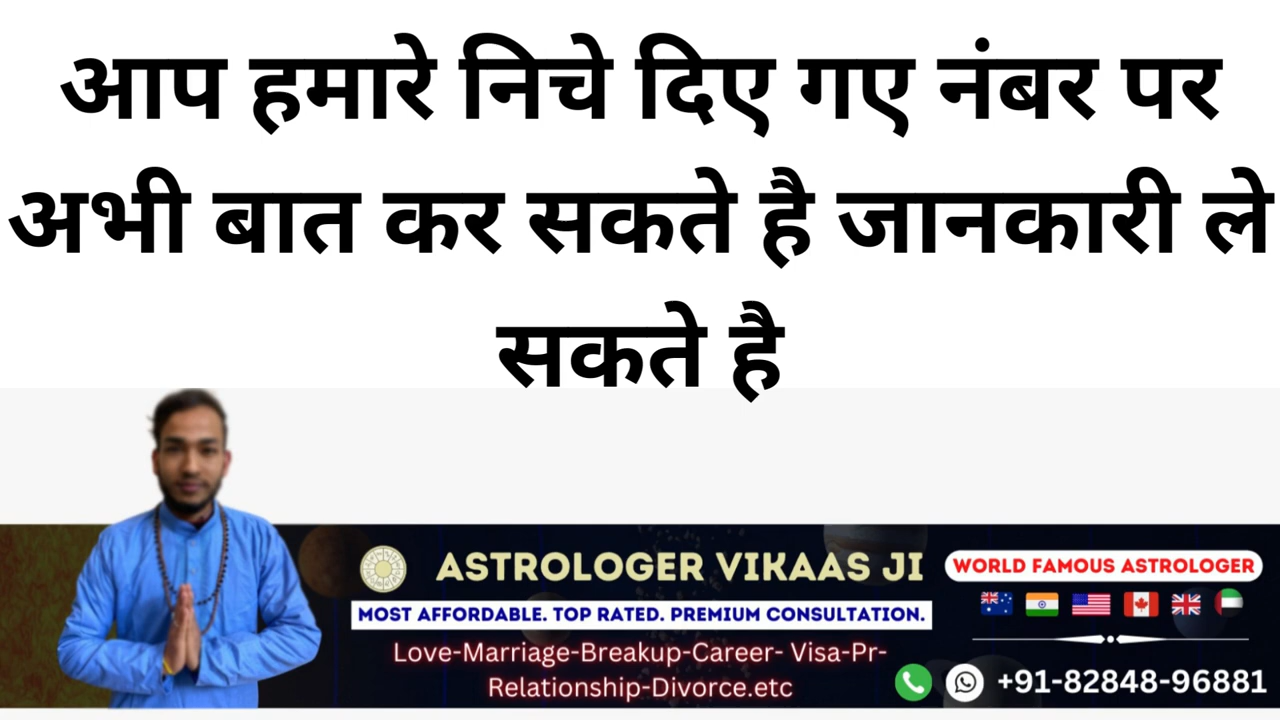 आप हमारे निचे दिए गए नंबर पर
अभी बात कर सकते है जानकारी ले
सकते है
ASTROLOGER VIKAAS JI
WORLD FAMOUS ASTROLOGER
MOST AFFORDABLE. TOP RATED. PREMIUM CONSULTATION.
Love-Marriage-Breakup-Career- Visa-Pr-
Relationship-Divorce.etc
+91-82848-96881